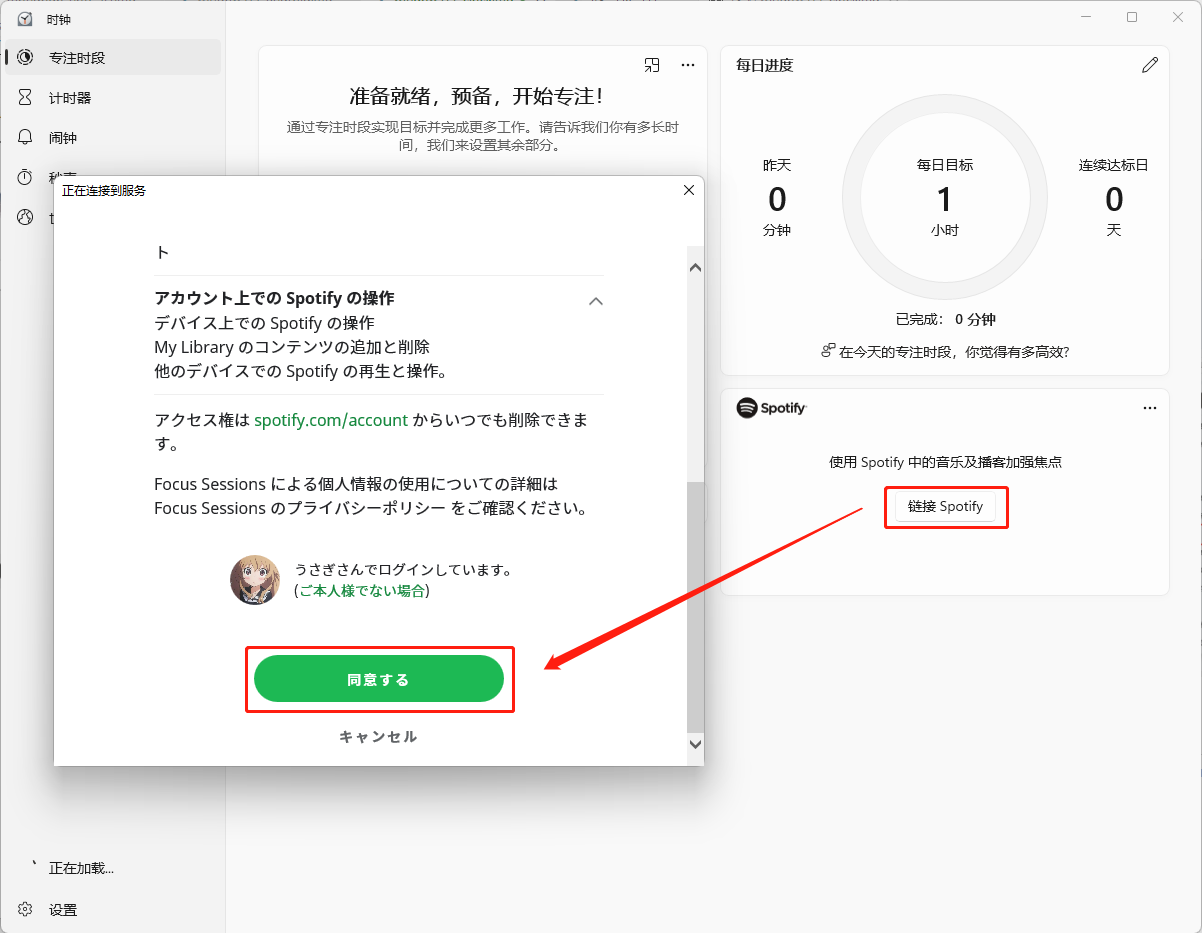 时钟
专注时段
计时器
闹钟
准备就绪，预备，开始专注！
通过专注时段实现目标并完成更多工作。请告诉我们你有多长时
间，我们来设置其余部分。
每日进度
昨天
0
分钟
每日目标
1
小时
连续达标日
0
天
已完成： 0 分钟
在今天的专注时段，你觉得有多高效?
Spotify
使用 Spotify 中的音乐及播客加强焦点
链接 Spotify
正在连接到服务
ト
アカウント上での Spotify の操作
デバイス上での Spotify の操作
My Library のコンテンツの追加と削除
他のデバイスでの Spotify の再生と操作。
アクセス権は spotify.com/account からいつでも削除できま
す。
Focus Sessions による個人情報の使用についての詳細は
Focus Sessions のプライバシーポリシー をご確認ください。
うさぎさんでログインしています。
(ご本人様でない場合)
同意する
キャンセル
正在加载...
设置